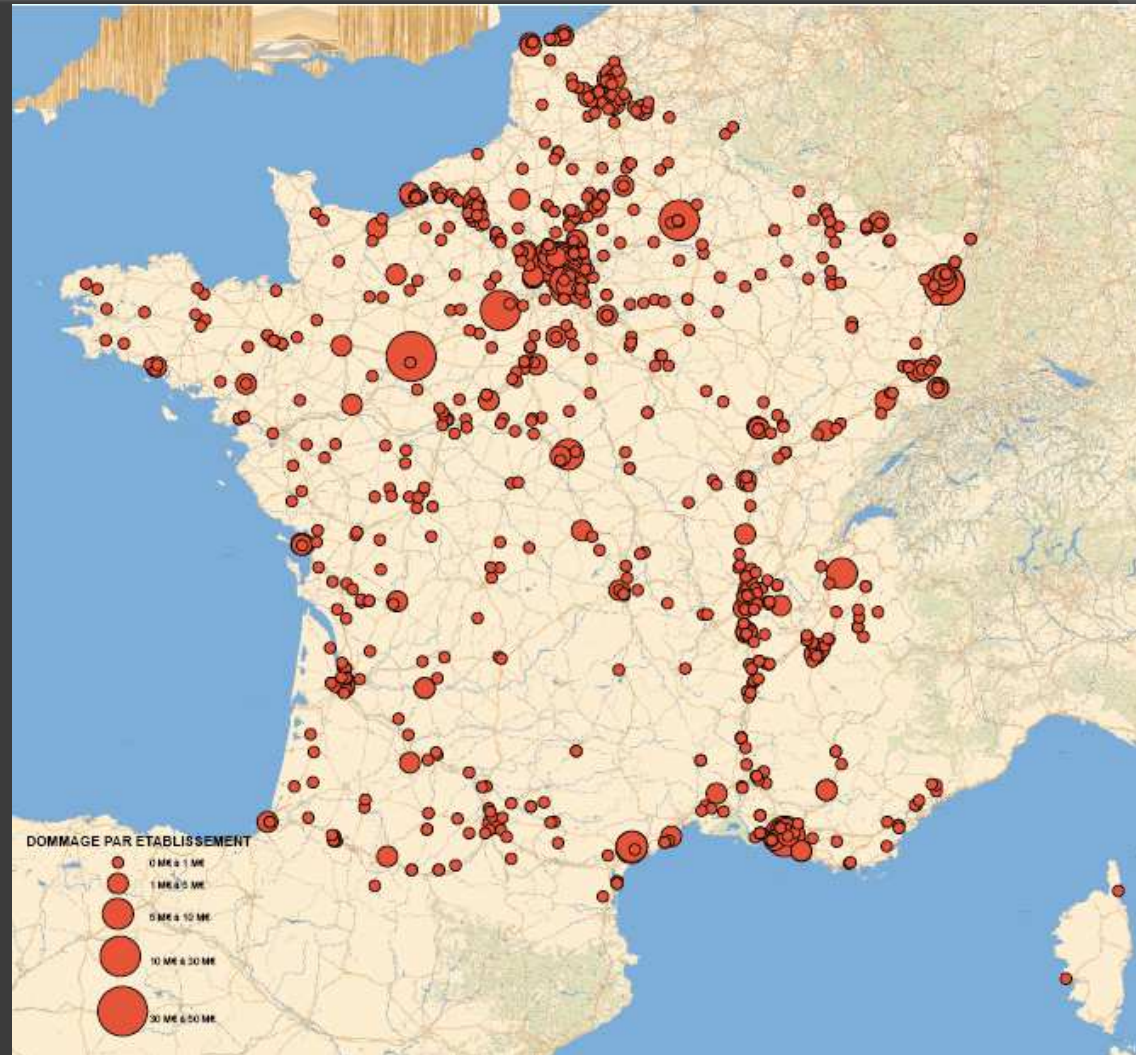 DOMMAGE PAR ETABLISSEMENT
0 M€ à 1 M€
1 M€ à 5 M€
5 M€ à 10 M€
10 M€ à 30 M€
30 M€ à 50 M€